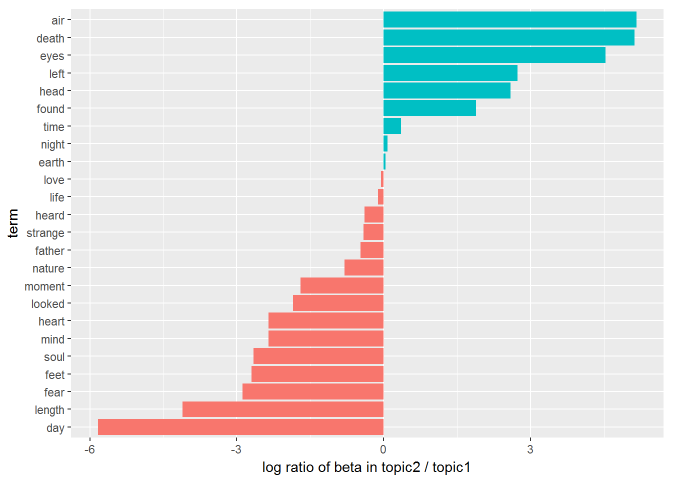 air
death
eyes
left
head
found
time
night
earth
love
life
heard
strange
father
nature
moment
looked
heart
mind
soul
feet
fear
length
day
term
-6 -3 0 3
log ratio of beta in topic2 / topic1